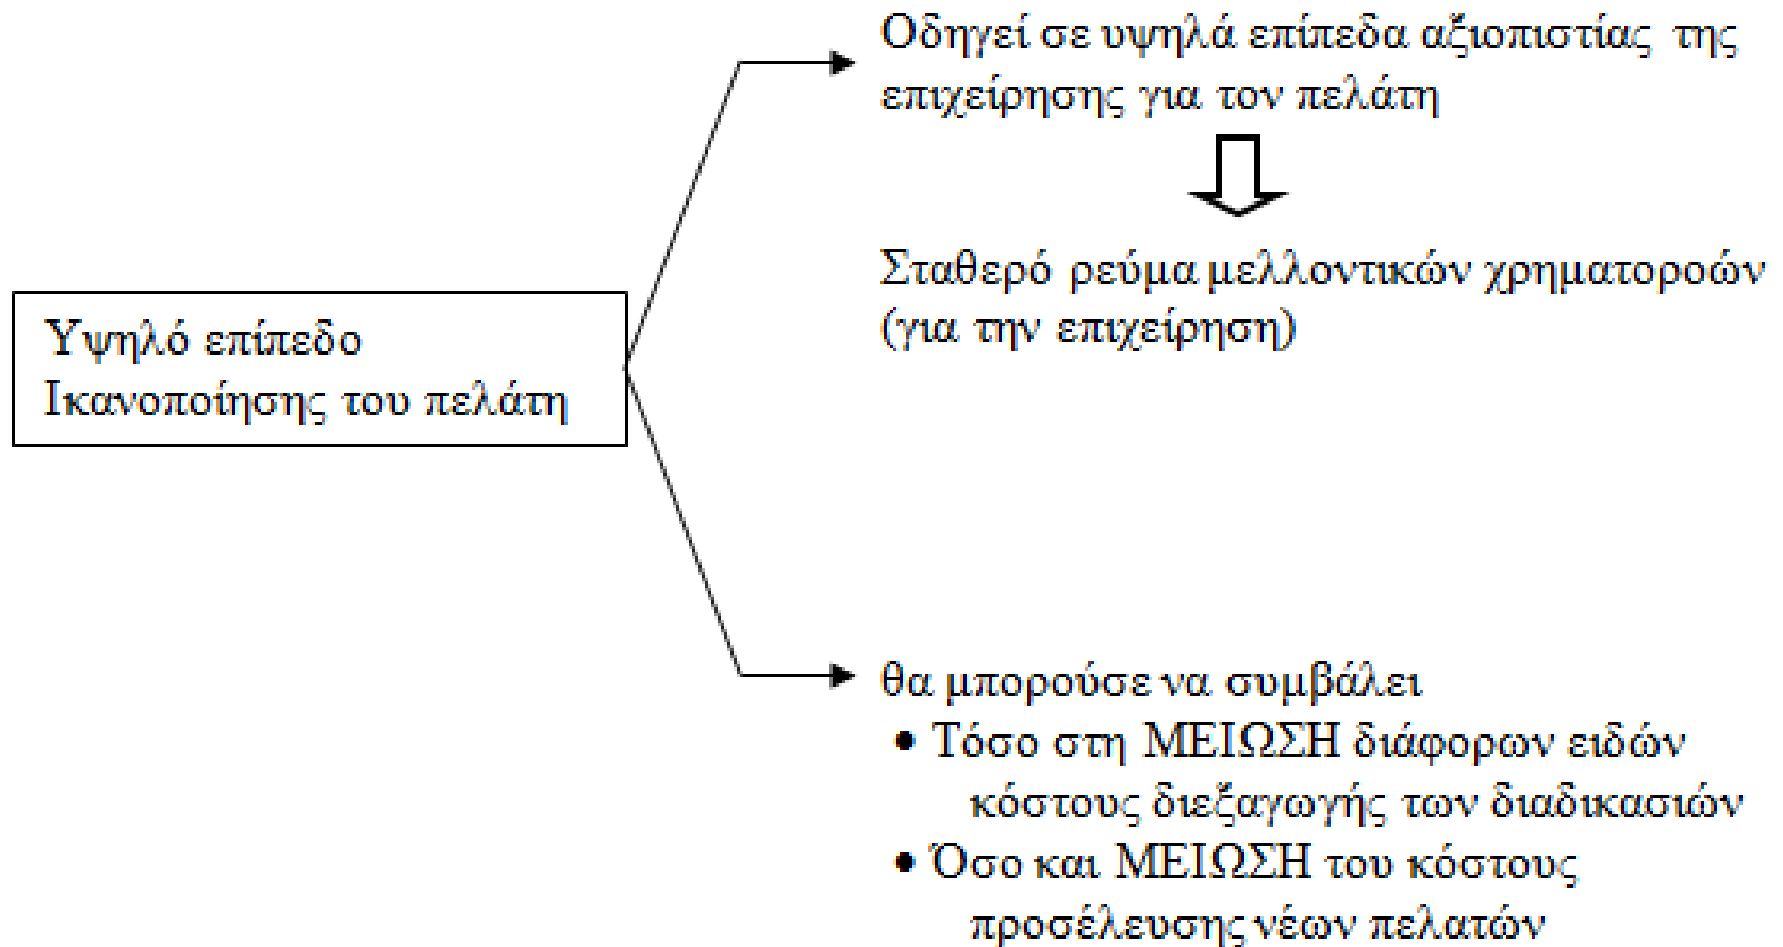 Υψηλό επίπεδο
Ικανοποίησης του πελάτη
Οδηγεί σε υψηλά επίπεδα αξιοπιστίας της
επιχείρησης για τον πελάτη
Σταθερό ρεύμα μελλοντικών χρηματοροών
(για την επιχείρηση)
θα μπορούσε να συμβάλει
• Τόσο στη ΜΕΙΩΣΗ διάφορων ειδών
κόστους διεξαγωγής των διαδικασιών
• Όσο και ΜΕΙΩΣΗ του κόστους
προσέλευσης νέων πελατών